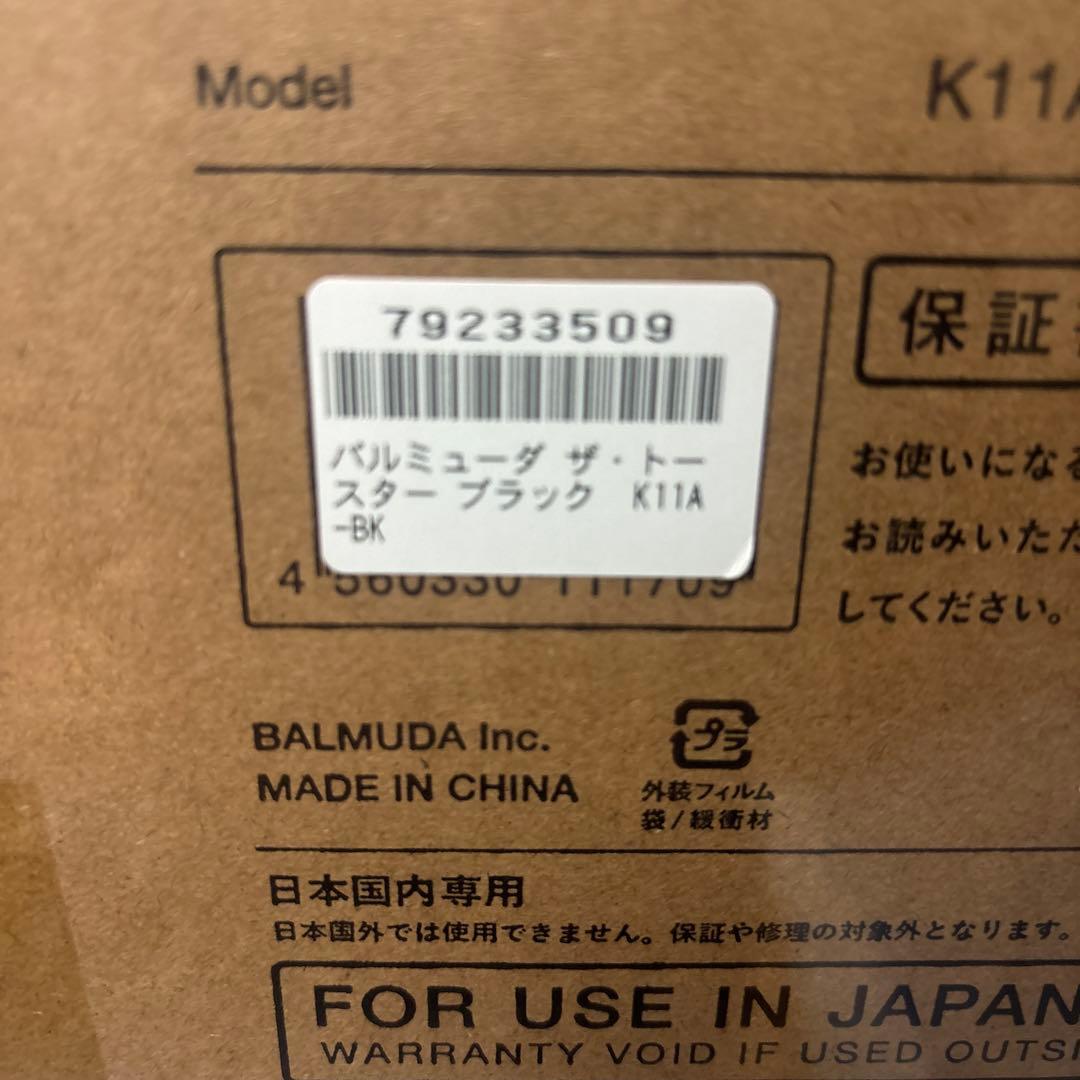 Model K11A
79233509
バルミューダ ザ・トー
スター ブラック K11A
-BK
4 560330 111709
保証
お使いになる
お読みいただ
してください。
BALMUDA Inc.
MADE IN CHINA
プラ
外装フィルム
袋/緩衝材
日本国内専用
日本国外では使用できません。保証や修理の対象外となります。
FOR USE IN JAPAN
WARRANTY VOID IF USED OUTSI